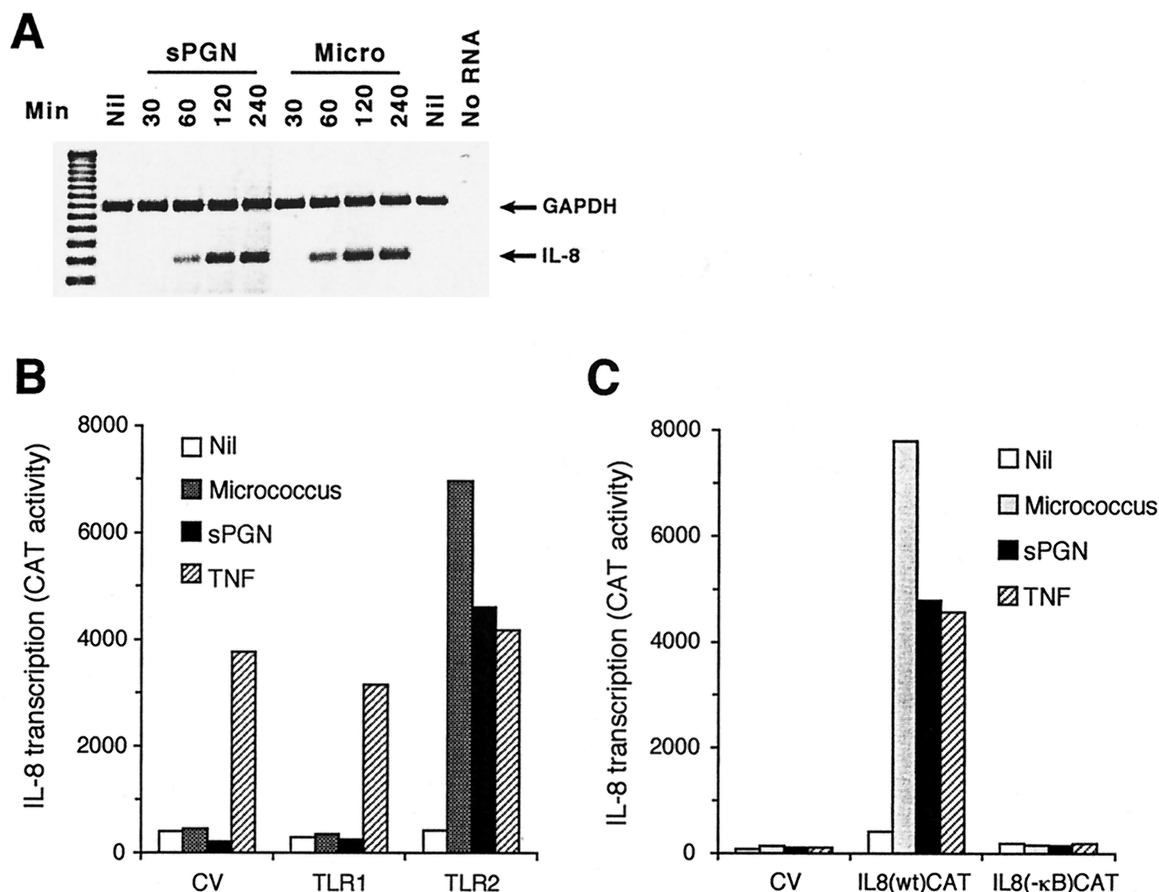 A
sPGN Micro
Min Nil 30 60 120 240 30 60 120 240 Nil No RNA
GAPDH
IL-8
B
IL-8 transcription (CAT activity)
8000
6000
4000
2000
0
Nil
Micrococcus
sPGN
TNF
CV TLR1 TLR2
C
IL-8 transcription (CAT activity)
8000
6000
4000
2000
0
Nil
Micrococcus
sPGN
TNF
CV IL8(wt)CAT IL8(-κB)CAT